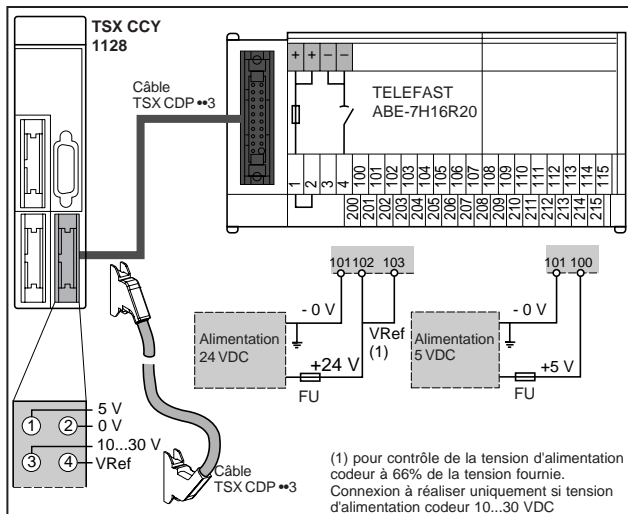 TSX CCY
1128
Câble
TSX CDP ••3
+ + – –
TELEFAST
ABE-7H16R20
1 2 3 4 100 101 102 103 104 105 106 107 108 109 110 111 112 113 114 115
200 201 202 203 204 205 206 207 208 209 210 211 212 213 214 215
101 102 103
- 0 V
Alimentation
24 VDC
VRef
(1)
+24 V
FU
101 100
- 0 V
Alimentation
5 VDC
+5 V
FU
1 2 5 V
0 V
3 4 10...30 V
VRef
Câble
TSX CDP ••3
(1) pour contrôle de la tension d'alimentation
codeur à 66% de la tension fournie.
Connexion à réaliser uniquement si tension
d'alimentation codeur 10...30 VDC